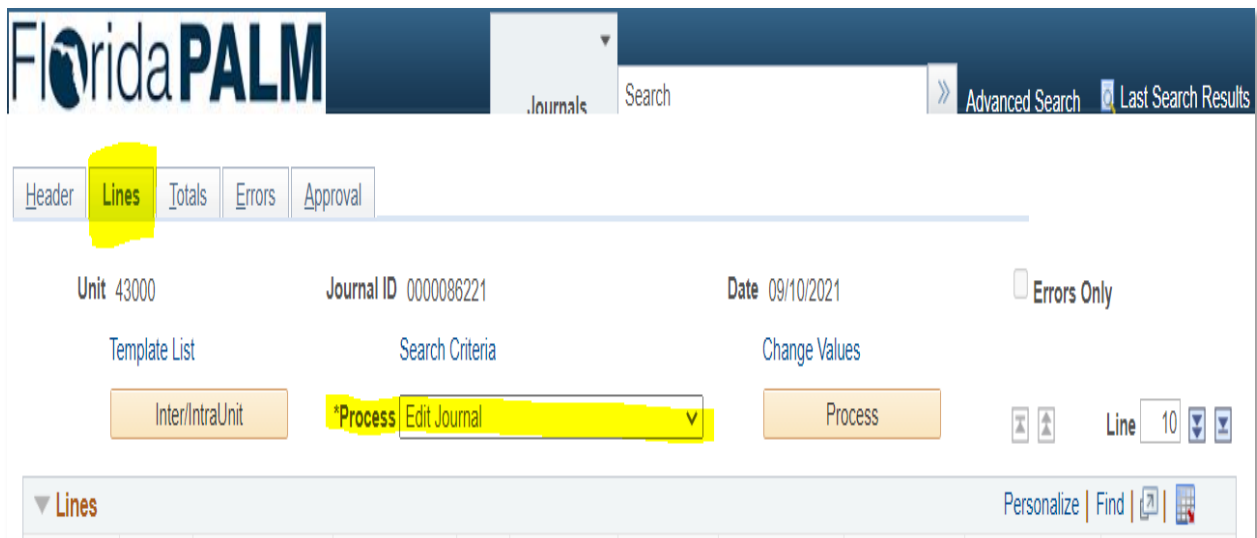 Florida PALM
Journals Search Advanced Search Last Search Results
Header Lines Totals Errors Approval
Unit 43000 Journal ID 0000086221 Date 09/10/2021 Errors Only
Template List Search Criteria Change Values
Inter/IntraUnit *Process Edit Journal Process Line 10
Lines Personalize | Find |